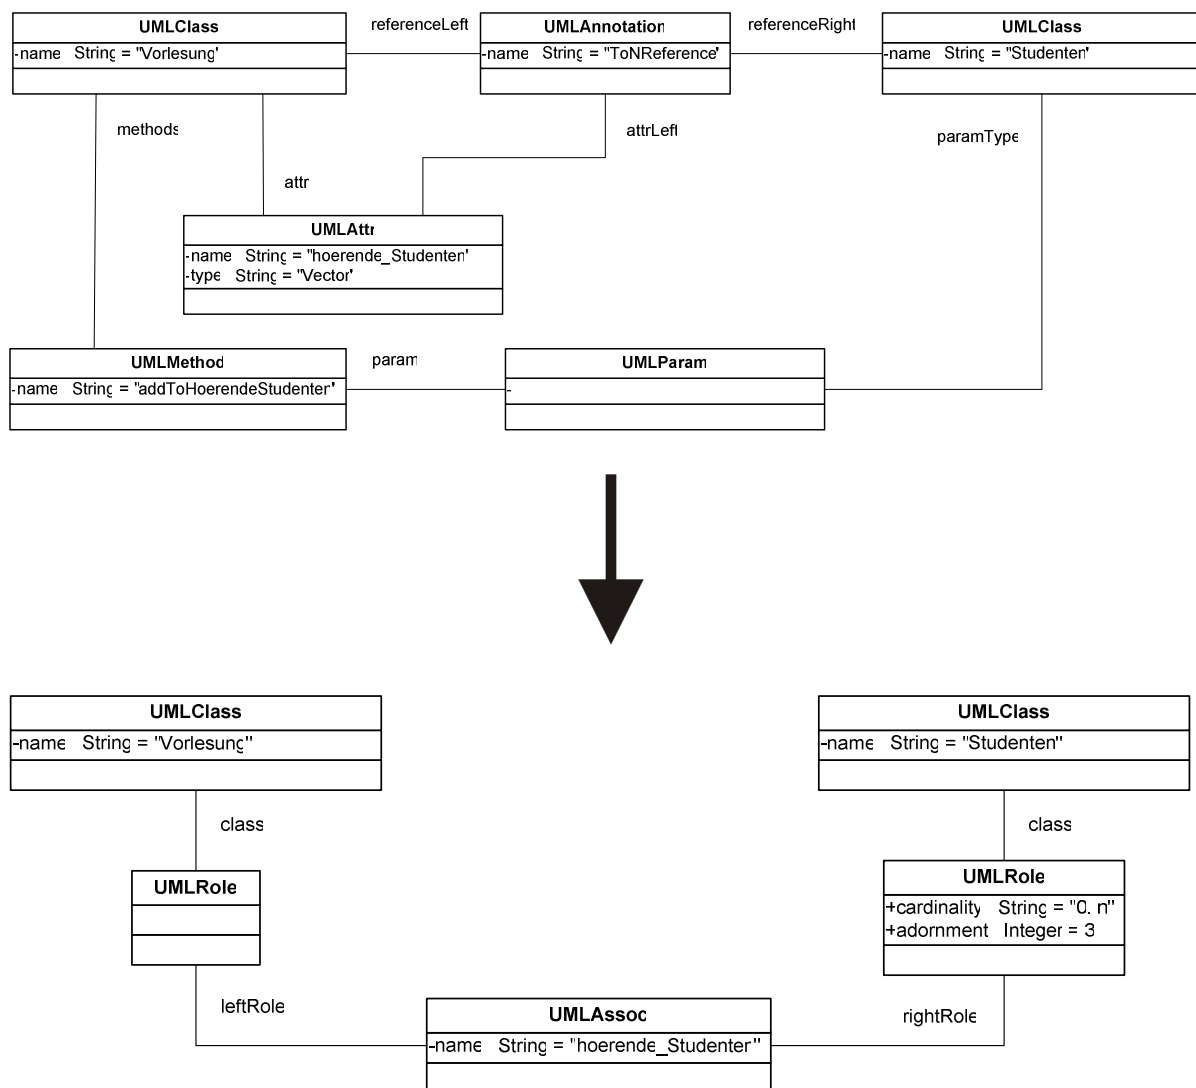 UMLClass
-name String = "Vorlesung"
referenceLeft
UMLAnnotation
-name String = "ToNReference"
referenceRight
UMLClass
-name String = "Studenten"
methods
attr
attrLeft
paramType
UMLAttr
-name String = "hoerende_Studenten"
-type String = "Vector"
UMLMethod
-name String = "addToHoerendeStudenten"
param
UMLParam
-
UMLClass
-name String = "Vorlesung"
UMLClass
-name String = "Studenten"
class
class
UMLRole
UMLRole
+cardinality String = "0. n"
+adornment Integer = 3
leftRole
rightRole
UMLAssoc
-name String = "hoerende_Studenter"